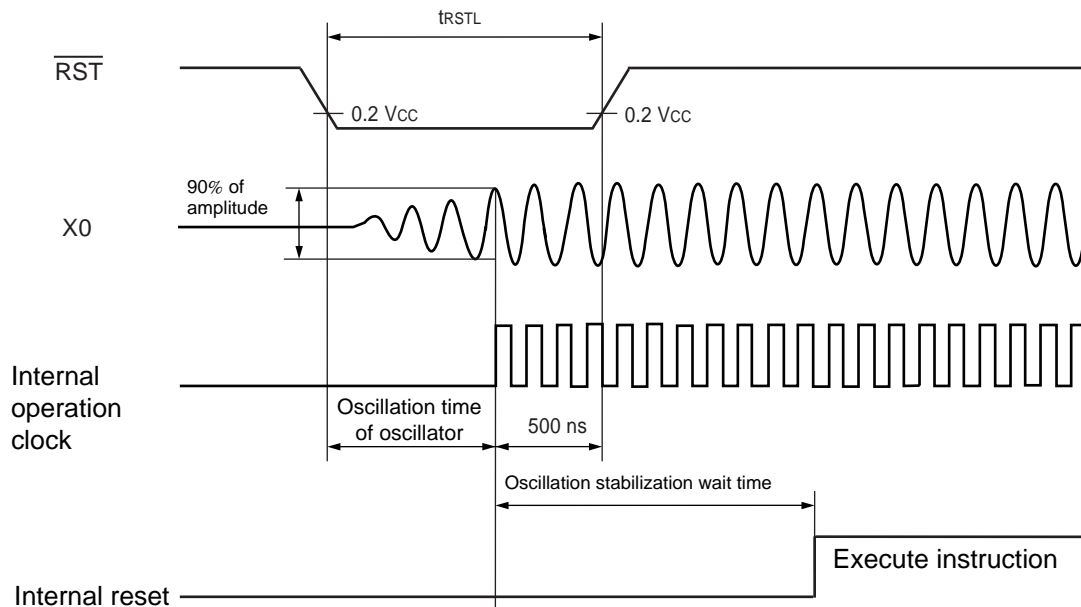 tRSTL
RST
0.2 VCC
0.2 VCC
90% of
amplitude
X0
Internal
operation
clock
Oscillation time
of oscillator
500 ns
Oscillation stabilization wait time
Execute instruction
Internal reset